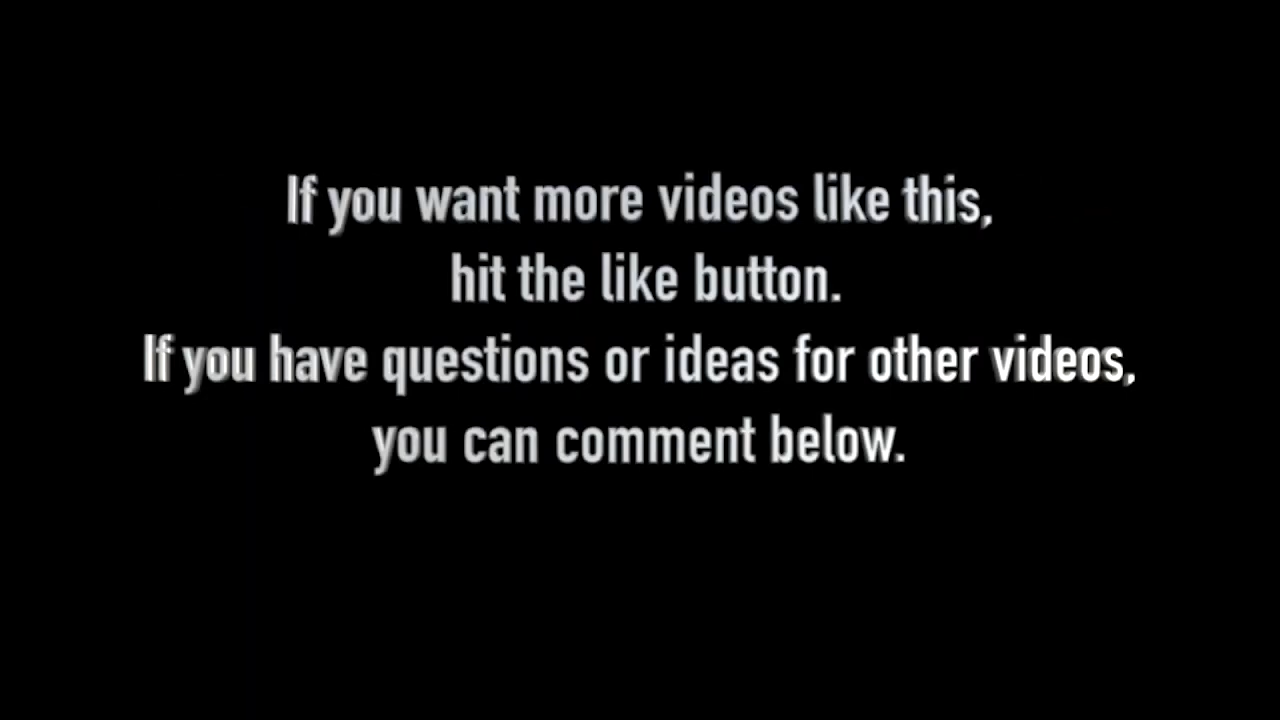 If you want more videos like this,
hit the like button.
If you have questions or ideas for other videos,
you can comment below.